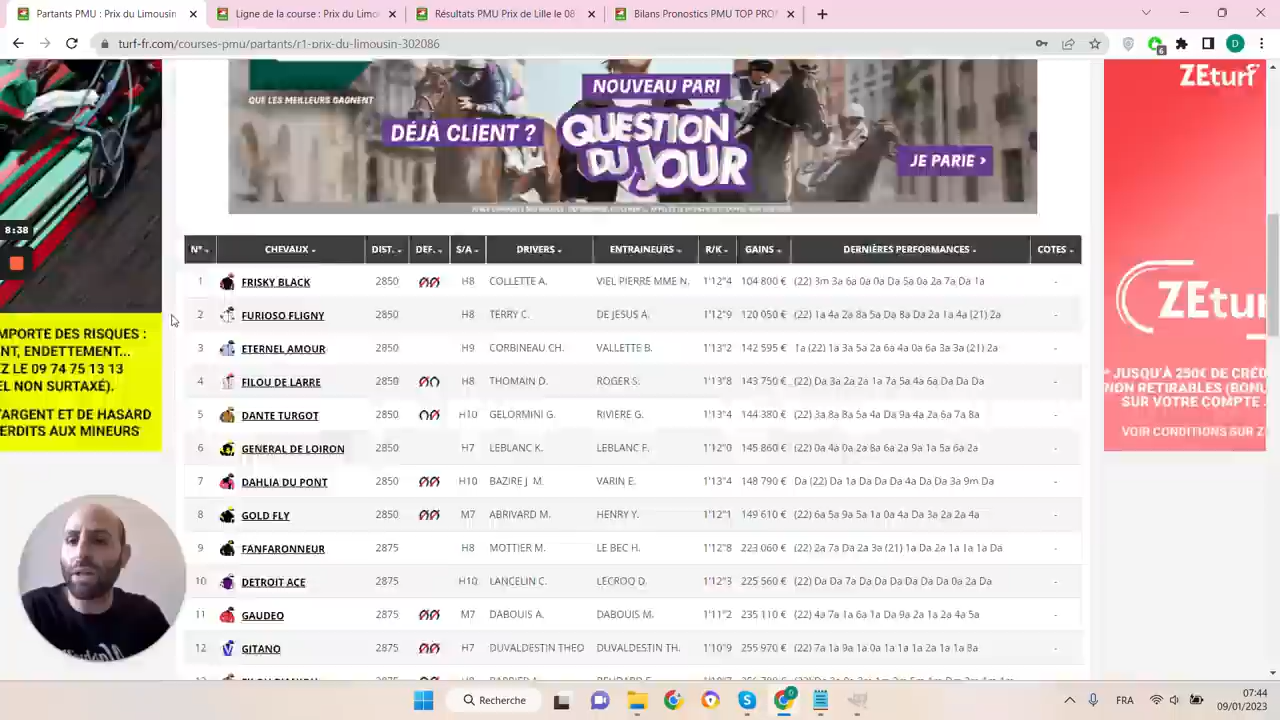 Partants PMU : Prix du Limousin
Ligne de la course : Prix du Lim
Résultats PMU Prix de Lille le 08
Bilans Pronostics PMU TOP PRO
turf-fr.com/courses-pmu/partants/r1-prix-du-limousin-302086
6
D
QUE LES MEILLEURS GAGNENT
DÉJÀ CLIENT ?
NOUVEAU PARI
QUESTION
DU JOUR
JE PARIE >
ZEturf
ZEtur
* JUSQU'À 250€ DE CRÉD
NON RETIRABLES (BONU
SUR VOTRE COMPTE
VOIR CONDITIONS SUR Z
8:38
MPORTE DES RISQUES :
NT, ENDETTEMENT...
EZ LE 09 74 75 13 13
EL NON SURTAXÉ).
'ARGENT ET DE HASARD
ERDITS AUX MINEURS
N° CHEVAUX DIST. DEF. S/A DRIVERS ENTRAINEURS R/K GAINS DERNIÈRES PERFORMANCES COTES
1 FRISKY BLACK 2850 H8 COLLETTE A. VIEL PIERRE MME N. 1'12"4 104 800 € (22) 3m 3a 6a 0a 0a Da 5a 0a 2a 7a Da 1a -
2 FURIOSO FLIGNY 2850 H8 TERRY C. DE JESUS A. 1'12"9 120 050 € (22) 1a 4a 2a 8a 5a Da 8a Da 2a 1a 4a (21) 2a -
3 ETERNEL AMOUR 2850 H9 CORBINEAU CH. VALLETTE B. 1'13"2 142 595 € 1a (22) 1a 3a 5a 2a 6a 4a 0a 6a 3a 3a (21) 2a -
4 FILOU DE LARRE 2850 H8 THOMAIN D. ROGER S. 1'13"8 143 750 € (22) Da 3a 2a 2a 1a 7a 5a 4a 6a Da Da Da -
5 DANTE TURGOT 2850 H10 GELORMINI G. RIVIERE G. 1'13"4 144 380 € (22) 3a 8a 8a 5a 4a Da 9a 4a 2a 6a 7a 8a -
6 GENERAL DE LOIRON 2850 H7 LEBLANC K. LEBLANC F. 1'12"0 145 860 € (22) 0a 4a 0a 2a 8a 6a 2a 9a 1a 5a 6a 2a -
7 DAHLIA DU PONT 2850 H10 BAZIRE J. M. VARIN E. 1'13"4 148 790 € Da (22) Da 1a Da Da Da 4a Da Da 3a 9m Da -
8 GOLD FLY 2850 M7 ABRIVARD M. HENRY Y. 1'12"1 149 610 € (22) 6a 5a 9a 5a 1a 0a 4a Da 3a 2a 2a 4a -
9 FANFARONNEUR 2875 H8 MOTTIER M. LE BEC H. 1'12"8 223 060 € (22) 2a 7a Da 2a 3a (21) 1a Da 2a 1a 1a 1a Da -
10 DETROIT ACE 2875 H10 LANCELIN C. LECROQ D. 1'12"3 225 560 € (22) Da Da 7a Da Da Da Da Da Da 0a 2a Da -
11 GAUDEO 2875 M7 DABOUIS A. DABOUIS M. 1'11"2 235 110 € (22) 4a 7a 1a 6a 1a Da 9a 2a 1a 2a 4a 5a -
12 GITANO 2875 H7 DUVALDESTIN THEO DUVALDESTIN TH. 1'10"9 255 970 € (22) 7a 1a 9a 1a 0a 1a 1a 1a 2a 1a 1a 8a -
Recherche
FRA
07:44
09/01/2023